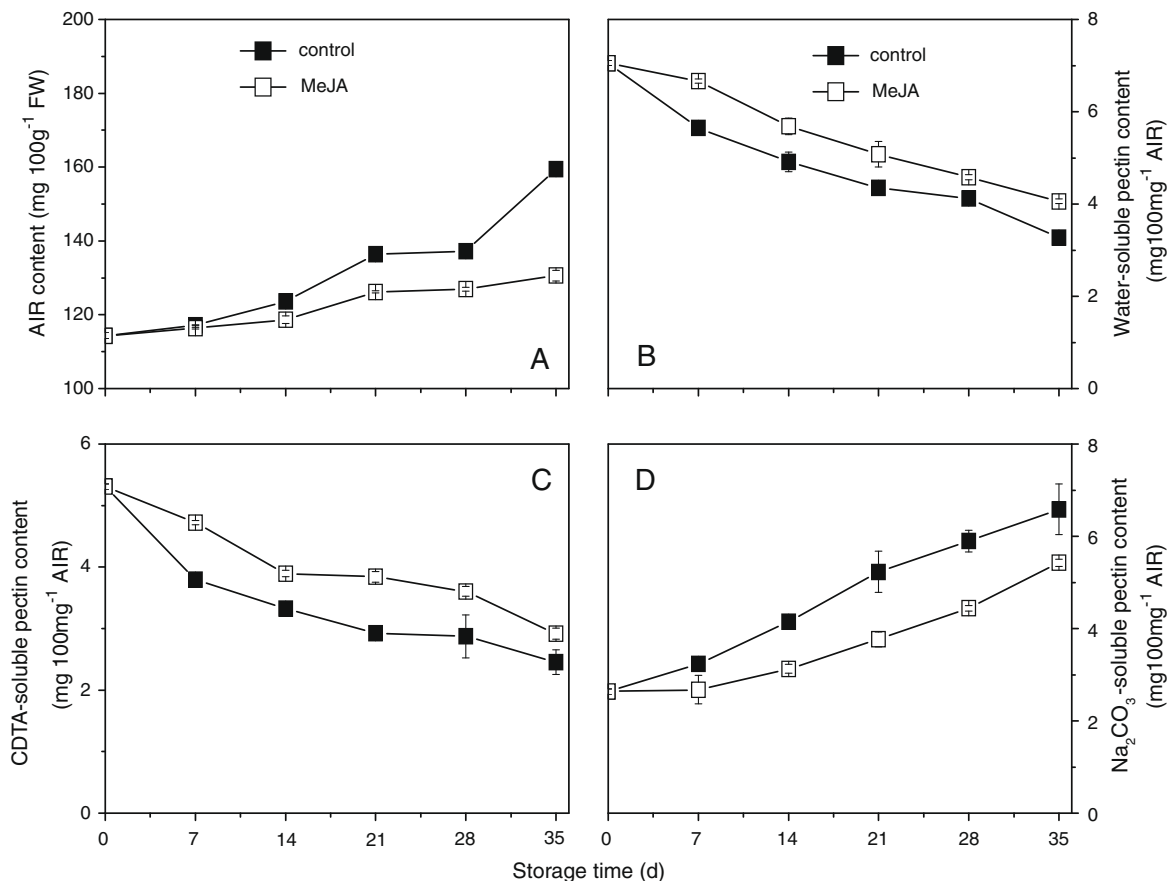 200
180
160
140
120
100
AIR content (mg 100g⁻¹ FW)
control
MeJA
A
8
6
4
2
0
Water-soluble pectin content
(mg100mg⁻¹ AIR)
control
MeJA
B
6
4
2
0
CDTA-soluble pectin content
(mg 100mg⁻¹ AIR)
C
0 7 14 21 28 35
8
6
4
2
0
Na₂CO₃-soluble pectin content
(mg100mg⁻¹ AIR)
D
0 7 14 21 28 35
Storage time (d)